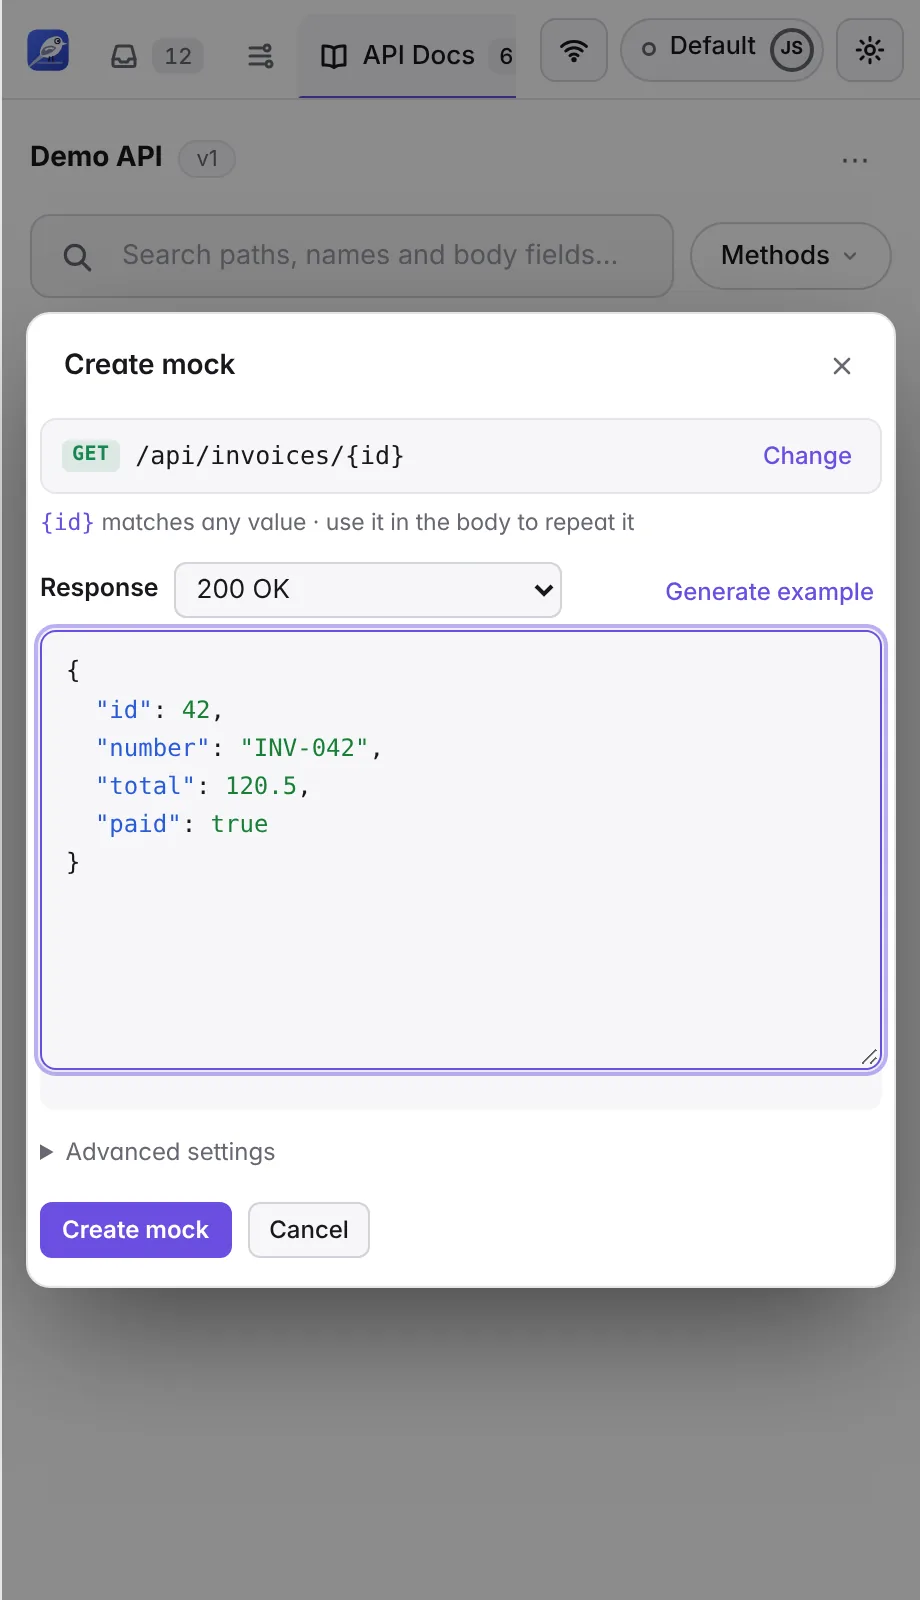 12
API Docs 6
Default JS
Demo API v1
...
Search paths, names and body fields...
Methods
Create mock
GET /api/invoices/{id} Change
{id} matches any value · use it in the body to repeat it
Response 200 OK Generate example
{
  "id": 42,
  "number": "INV-042",
  "total": 120.5,
  "paid": true
}
Advanced settings
Create mock Cancel